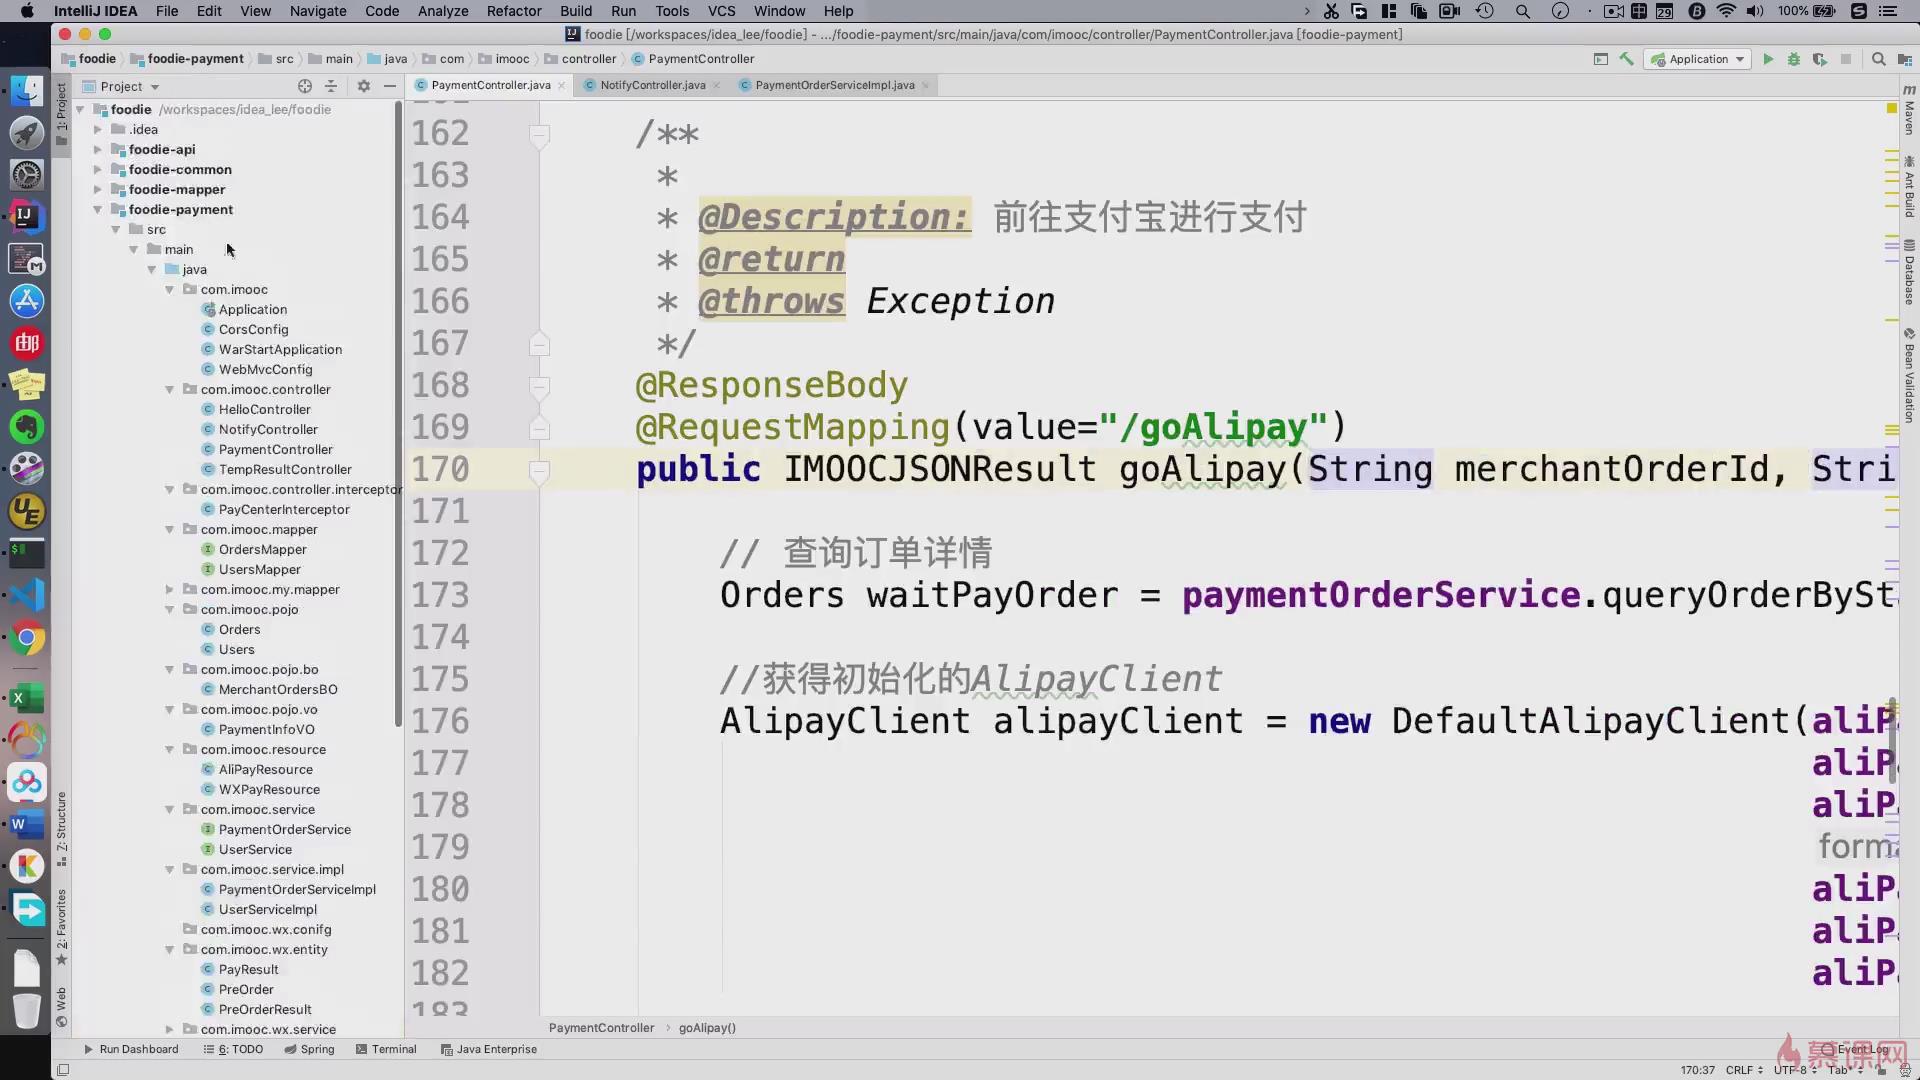 IntelliJ IDEA File Edit View Navigate Code Analyze Refactor Build Run Tools VCS Window Help 100%
foodie [/workspaces/idea_lee/foodie] - .../foodie-payment/src/main/java/com/imooc/controller/PaymentController.java [foodie-payment]
foodie foodie-payment src main java com imooc controller PaymentController Application
Project PaymentController.java NotifyController.java PaymentOrderServiceImpl.java
1: Project
7: Structure
2: Favorites
Web
foodie /workspaces/idea_lee/foodie
.idea
foodie-api
foodie-common
foodie-mapper
foodie-payment
src
main
java
com.imooc
Application
CorsConfig
WarStartApplication
WebMvcConfig
com.imooc.controller
HelloController
NotifyController
PaymentController
TempResultController
com.imooc.controller.interceptor
PayCenterInterceptor
com.imooc.mapper
OrdersMapper
UsersMapper
com.imooc.my.mapper
com.imooc.pojo
Orders
Users
com.imooc.pojo.bo
MerchantOrdersBO
com.imooc.pojo.vo
PaymentInfoVO
com.imooc.resource
AliPayResource
WXPayResource
com.imooc.service
PaymentOrderService
UserService
com.imooc.service.impl
PaymentOrderServiceImpl
UserServiceImpl
com.imooc.wx.conifg
com.imooc.wx.entity
PayResult
PreOrder
PreOrderResult
com.imooc.wx.service
162 /**
163 *
164 * @Description: 前往支付宝进行支付
165 * @return
166 * @throws Exception
167 */
168 @ResponseBody
169 @RequestMapping(value="/goAlipay")
170 public IMOOCJSONResult goAlipay(String merchantOrderId, Stri
171
172 // 查询订单详情
173 Orders waitPayOrder = paymentOrderService.queryOrderBySt
174
175 //获得初始化的AlipayClient
176 AlipayClient alipayClient = new DefaultAlipayClient(aliP
177 aliP
178 aliP
179 forma
180 aliP
181 aliP
182 aliP
183
Maven
Ant Build
Database
Bean Validation
PaymentController goAlipay()
Run Dashboard 6: TODO Spring Terminal Java Enterprise Event Log
170:37 CRLF UTF-8 Tab*
慕课网